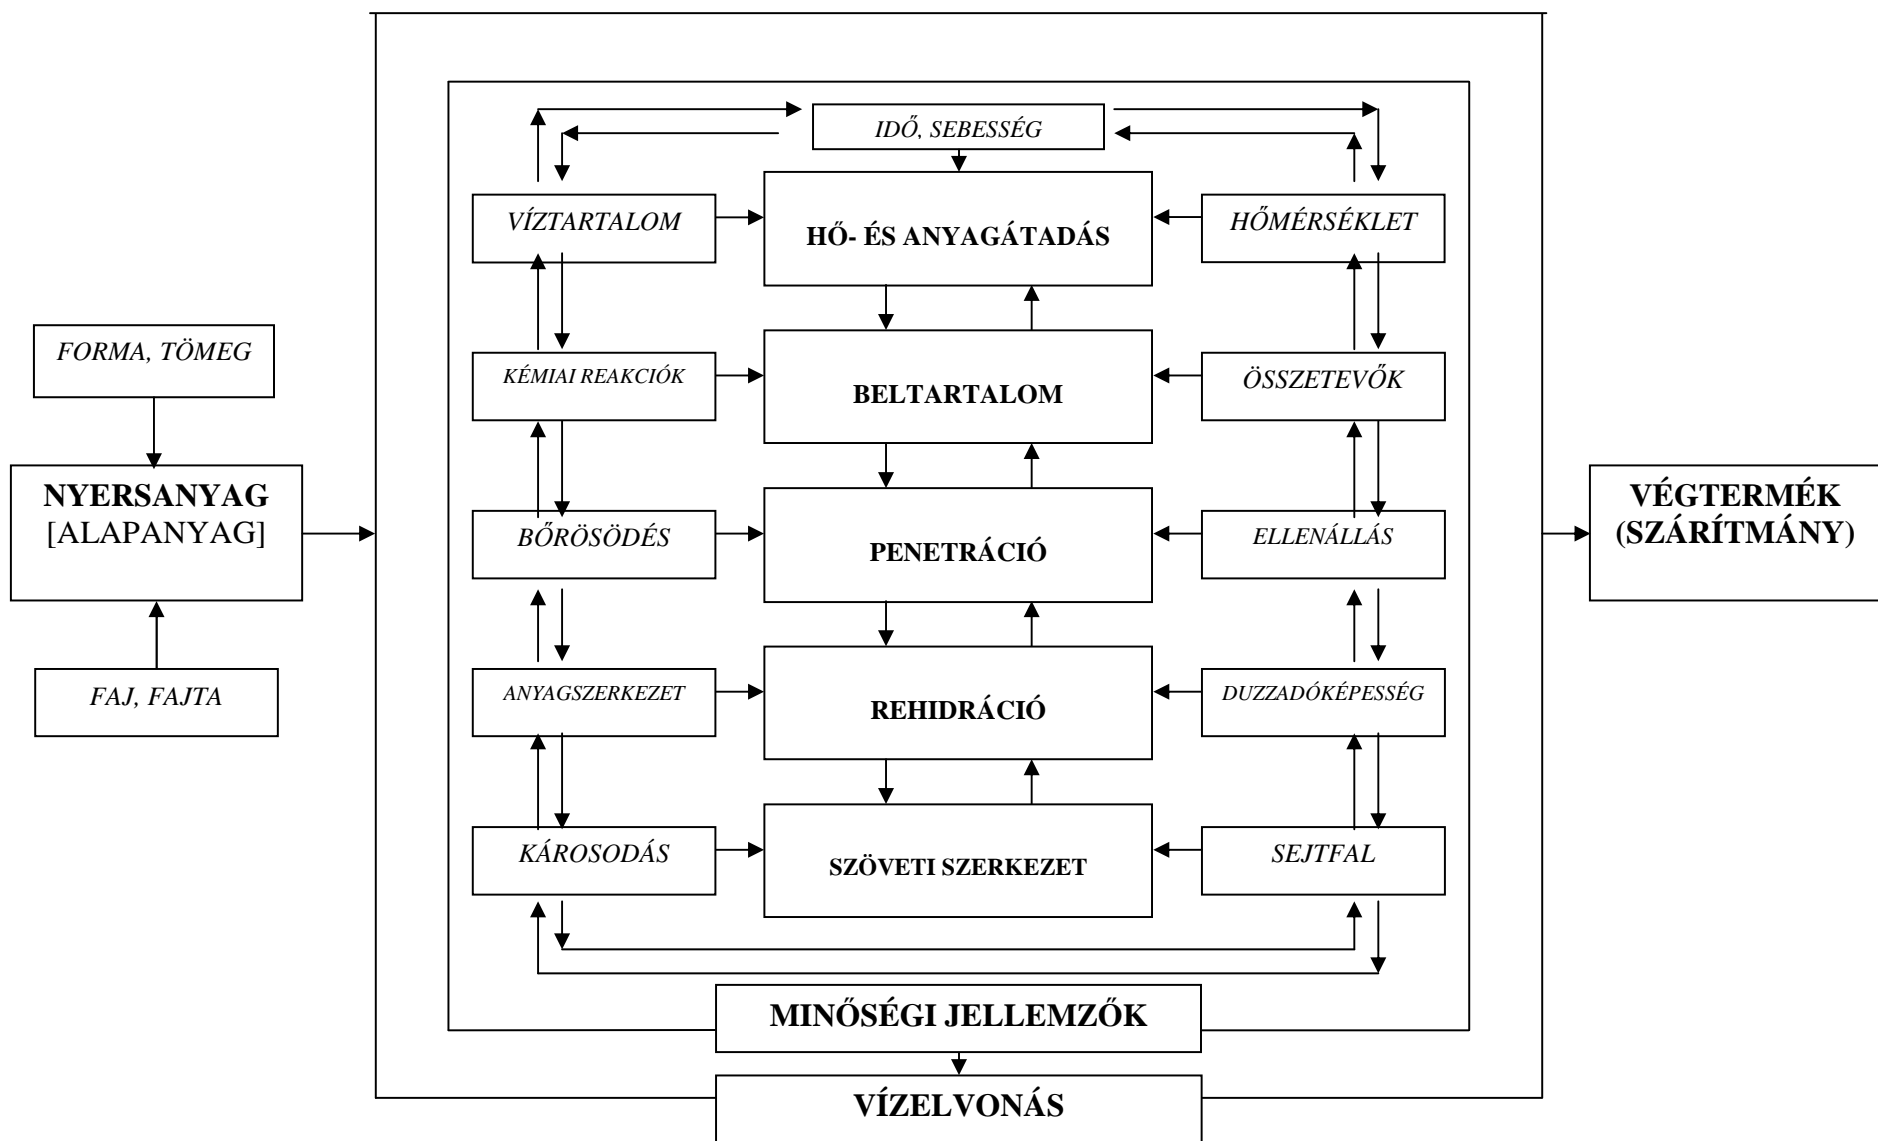 IDŐ, SEBESSÉG
VÍZTARTALOM
HŐ- ÉS ANYAGÁTADÁS
HŐMÉRSÉKLET
FORMA, TÖMEG
KÉMIAI REAKCIÓK
BELTARTALOM
ÖSSZETEVŐK
NYERSANYAG
[ALAPANYAG]
BŐRÖSÖDÉS
PENETRÁCIÓ
ELLENÁLLÁS
VÉGTERMÉK
(SZÁRÍTMÁNY)
FAJ, FAJTA
ANYAGSZERKEZET
REHIDRÁCIÓ
DUZZADÓKÉPESSÉG
KÁROSODÁS
SZÖVETI SZERKEZET
SEJTFAL
MINŐSÉGI JELLEMZŐK
VÍZELVONÁS